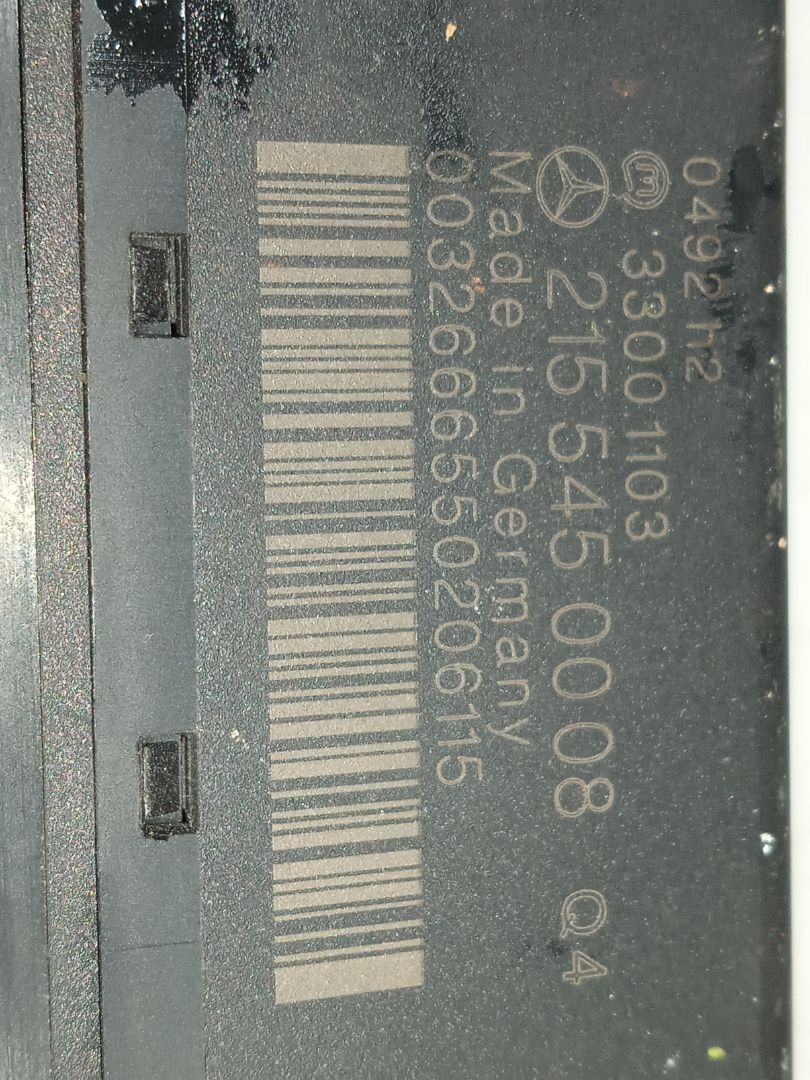 0492 h2
3300 1103
215 545 00 08 Q4
Made in Germany
0032666550206115